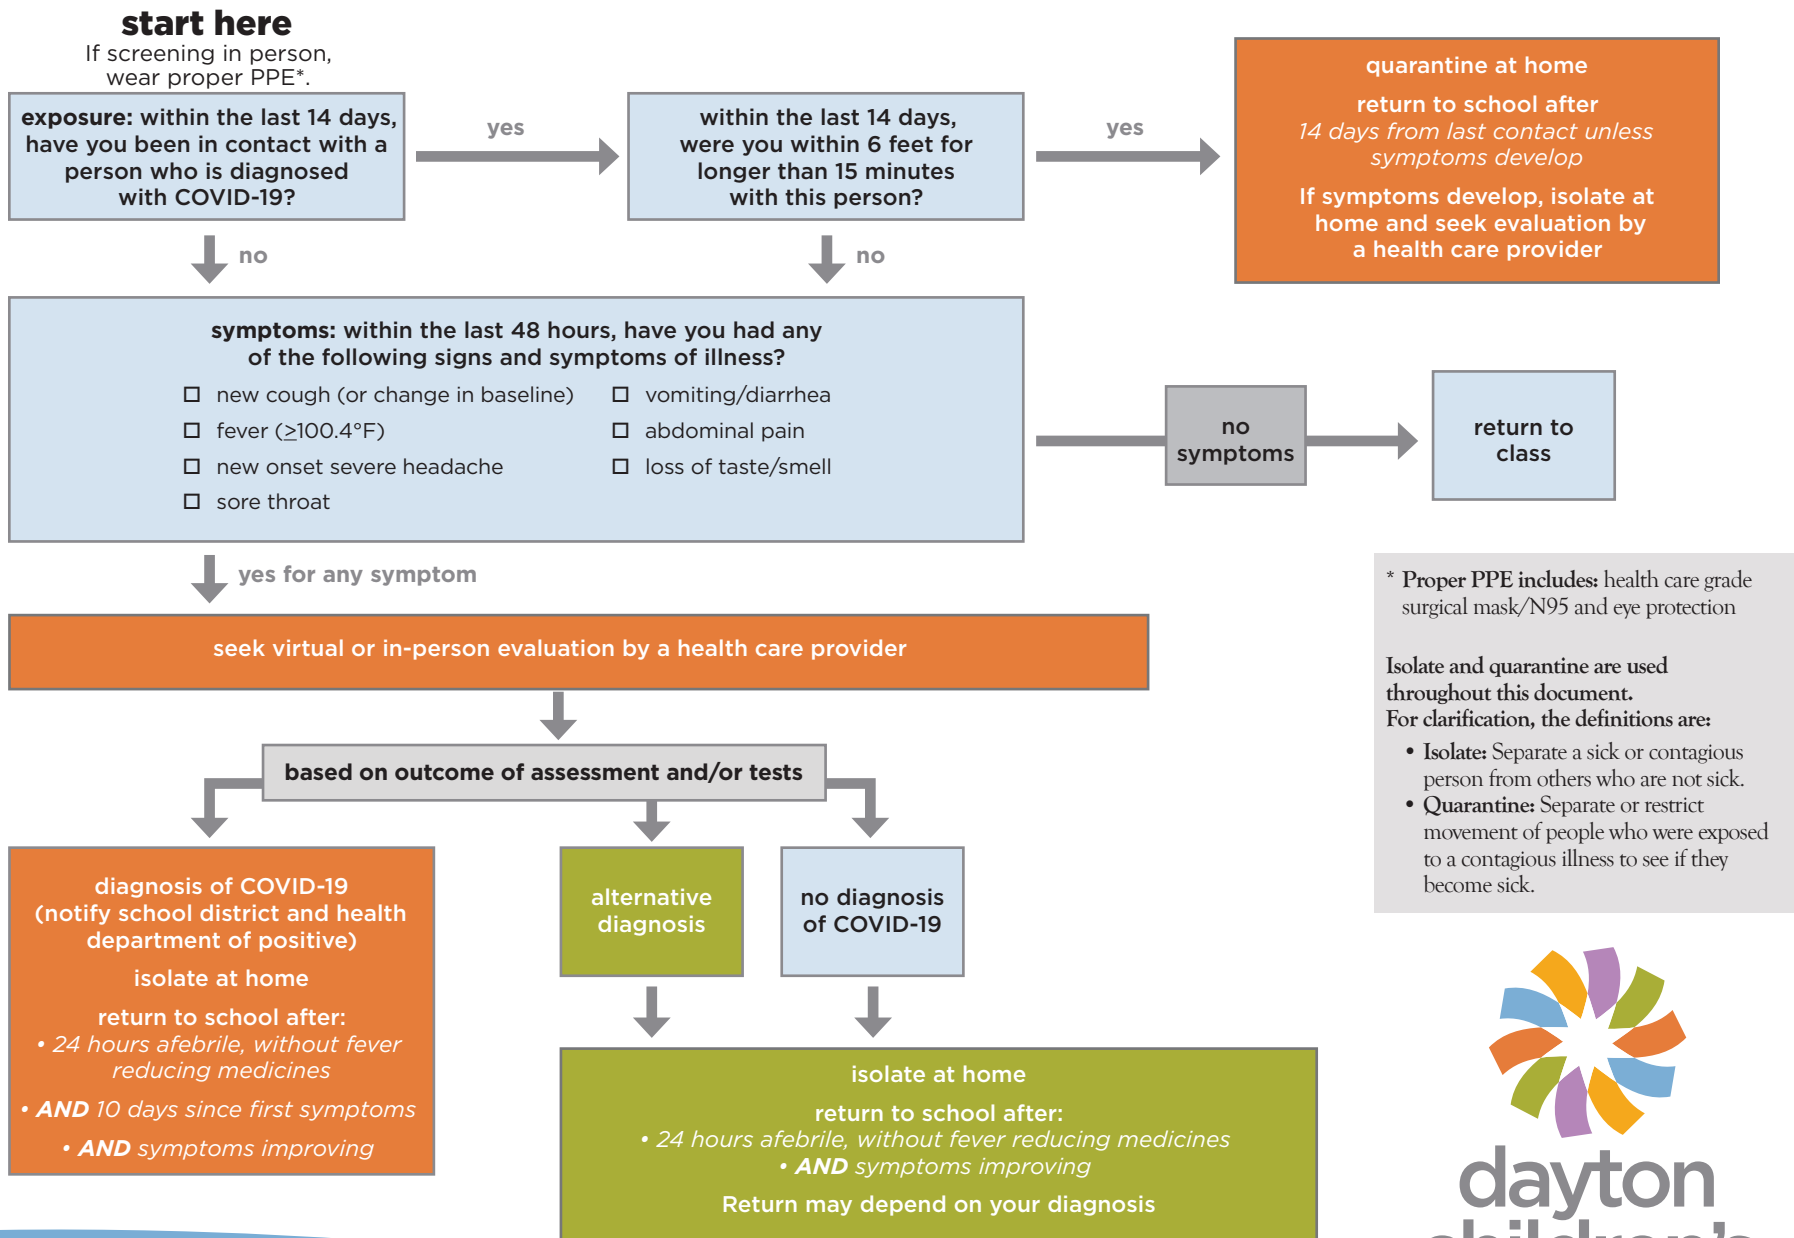 start here
If screening in person,
wear proper PPE*.
exposure: within the last 14 days,
have you been in contact with a
person who is diagnosed
with COVID-19?
yes
within the last 14 days,
were you within 6 feet for
longer than 15 minutes
with this person?
yes
quarantine at home
return to school after
14 days from last contact unless
symptoms develop
If symptoms develop, isolate at
home and seek evaluation by
a health care provider
no
no
symptoms: within the last 48 hours, have you had any
of the following signs and symptoms of illness?
☐ new cough (or change in baseline)
☐ fever (≥100.4°F)
☐ new onset severe headache
☐ sore throat
☐ vomiting/diarrhea
☐ abdominal pain
☐ loss of taste/smell
no
symptoms
return to
class
yes for any symptom
seek virtual or in-person evaluation by a health care provider
based on outcome of assessment and/or tests
diagnosis of COVID-19
(notify school district and health
department of positive)
isolate at home
return to school after:
• 24 hours afebrile, without fever
reducing medicines
• AND 10 days since first symptoms
• AND symptoms improving
alternative
diagnosis
no diagnosis
of COVID-19
isolate at home
return to school after:
• 24 hours afebrile, without fever reducing medicines
• AND symptoms improving
Return may depend on your diagnosis
* Proper PPE includes: health care grade
surgical mask/N95 and eye protection
Isolate and quarantine are used
throughout this document.
For clarification, the definitions are:
• Isolate: Separate a sick or contagious
person from others who are not sick.
• Quarantine: Separate or restrict
movement of people who were exposed
to a contagious illness to see if they
become sick.
dayton
children's